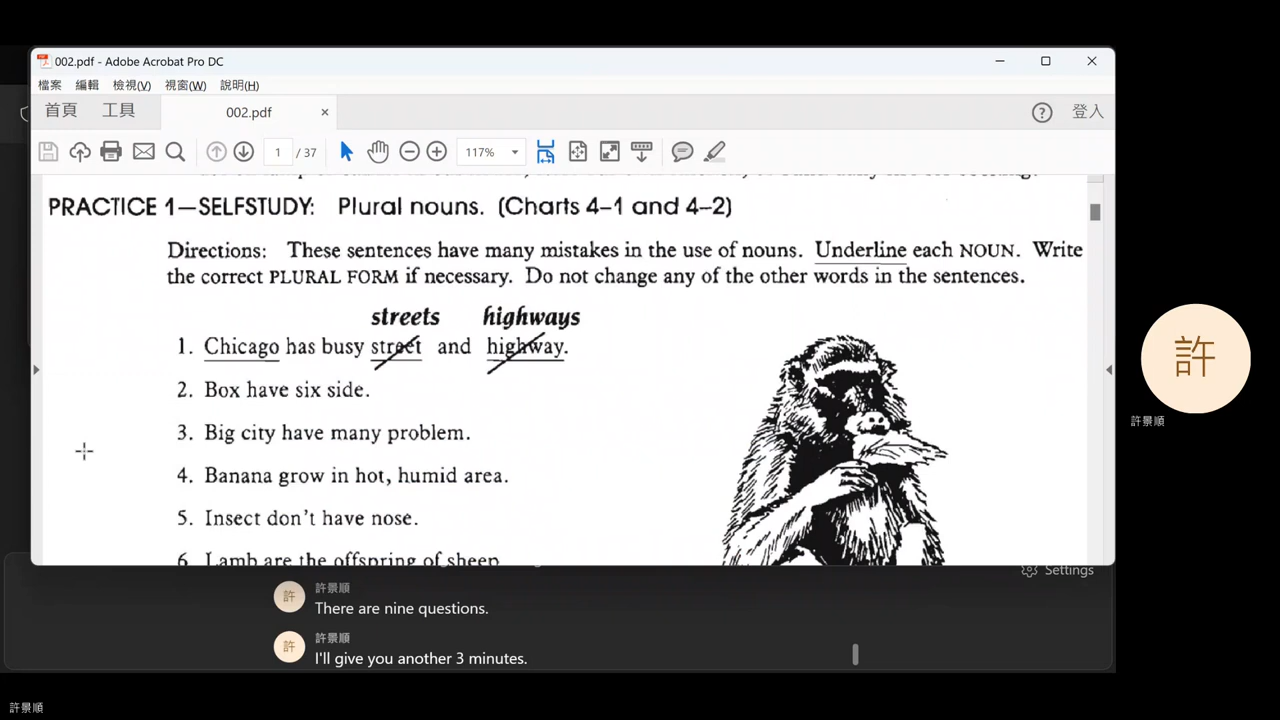 002.pdf - Adobe Acrobat Pro DC
檔案 編輯 檢視(V) 視窗(W) 說明(H)
首頁 工具 002.pdf × ? 登入
1 / 37 117%
PRACTICE 1—SELFSTUDY: Plural nouns. (Charts 4-1 and 4-2)
Directions: These sentences have many mistakes in the use of nouns. Underline each NOUN. Write
the correct PLURAL FORM if necessary. Do not change any of the other words in the sentences.
streets highways
1. Chicago has busy street and highway.
2. Box have six side.
3. Big city have many problem.
4. Banana grow in hot, humid area.
5. Insect don't have nose.
6. Lamb are the offspring of sheep.
許
許景順
Settings
許 許景順
There are nine questions.
許 許景順
I'll give you another 3 minutes.
許景順